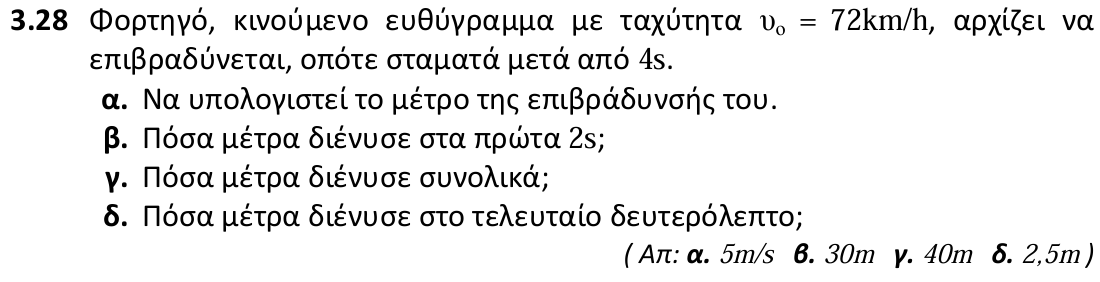 3.28 Φορτηγό, κινούμενο ευθύγραμμα με ταχύτητα υₒ = 72km/h, αρχίζει να
επιβραδύνεται, οπότε σταματά μετά από 4s.
α. Να υπολογιστεί το μέτρο της επιβράδυνσής του.
β. Πόσα μέτρα διένυσε στα πρώτα 2s;
γ. Πόσα μέτρα διένυσε συνολικά;
δ. Πόσα μέτρα διένυσε στο τελευταίο δευτερόλεπτο;
( Απ: α. 5m/s β. 30m γ. 40m δ. 2,5m )